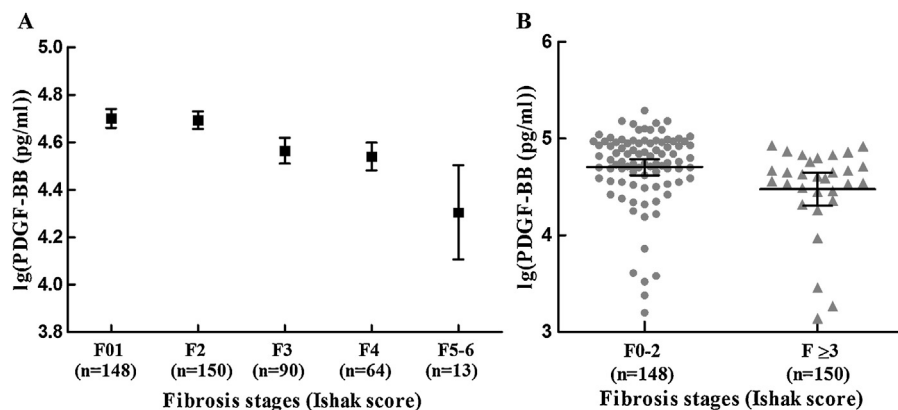 A
lg(PDGF-BB (pg/ml))
5.0
4.8
4.6
4.4
4.2
4.0
3.8
F01 F2 F3 F4 F5-6
(n=148) (n=150) (n=90) (n=64) (n=13)
Fibrosis stages (Ishak score)
B
lg(PDGF-BB (pg/ml))
6
5
4
3
F0-2 F ≥3
(n=148) (n=150)
Fibrosis stages (Ishak score)